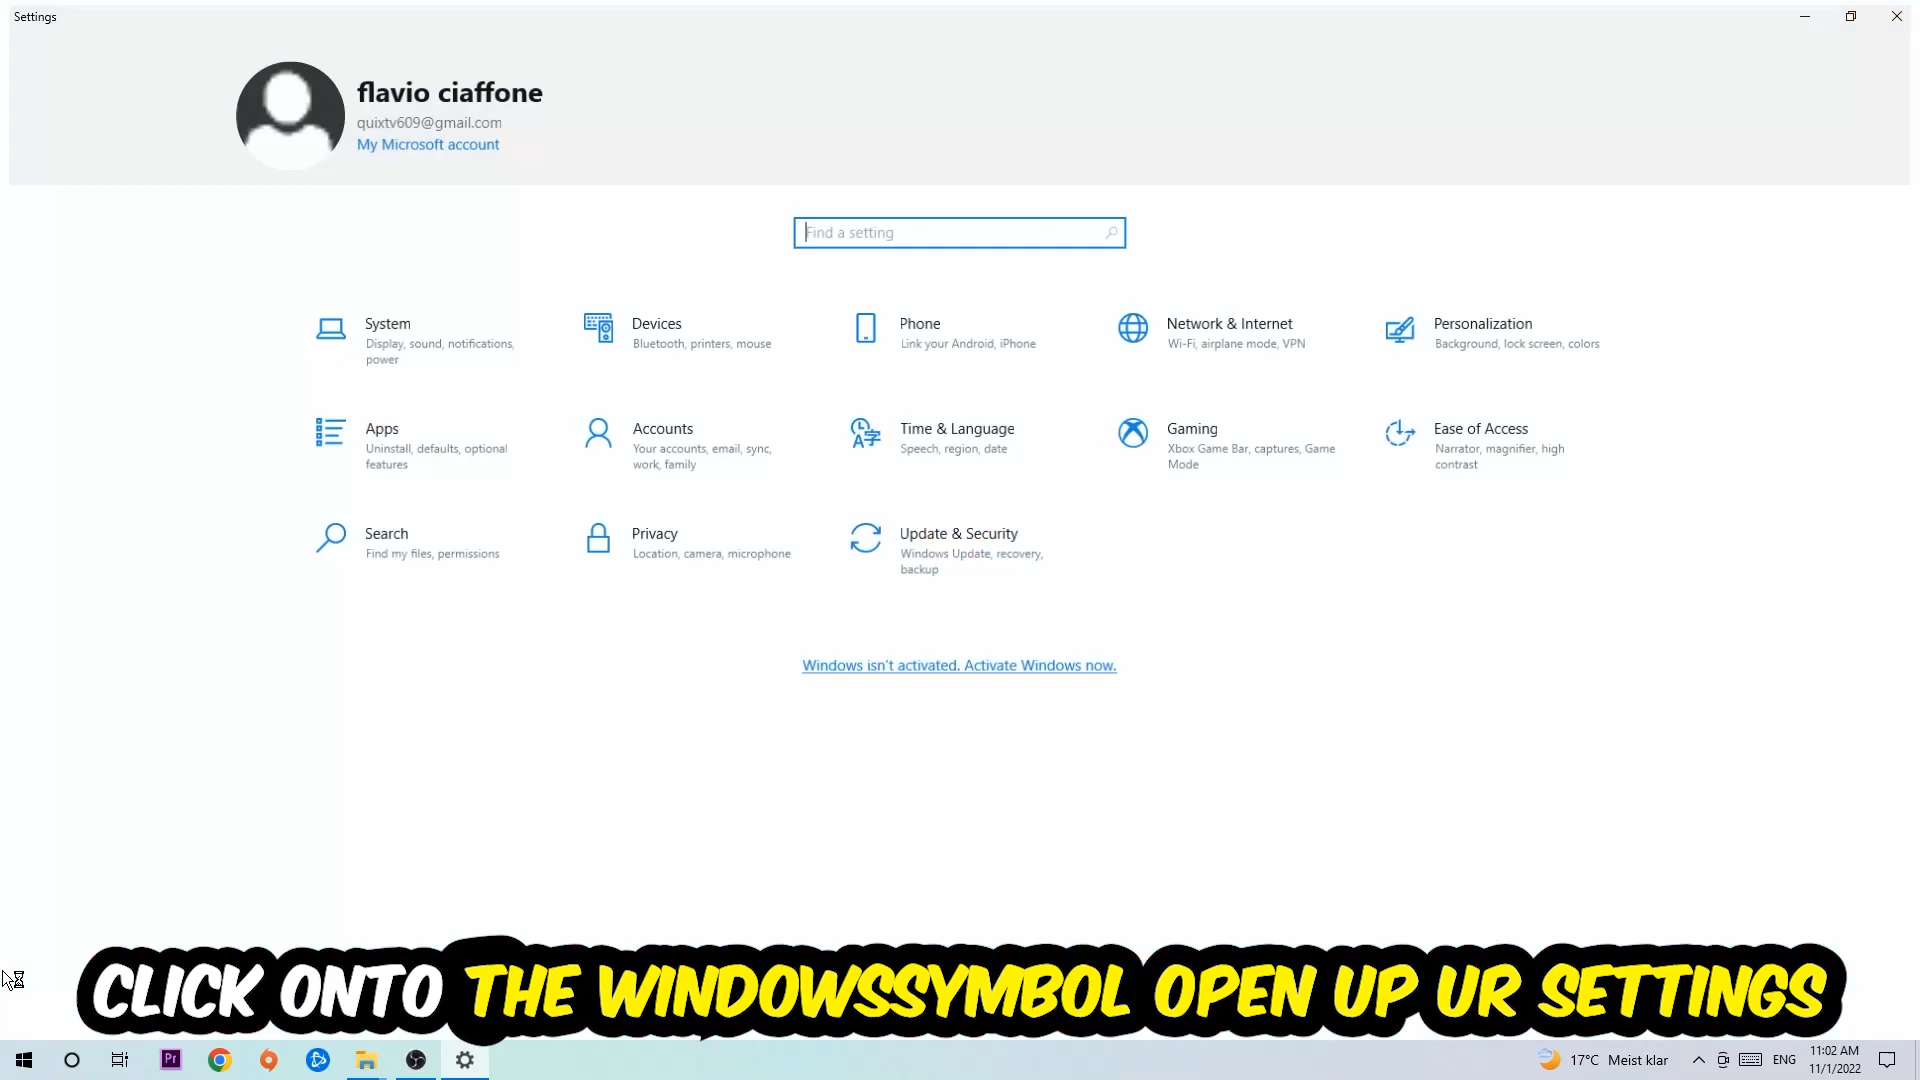 Settings
flavio ciaffone
quixtv609@gmail.com
My Microsoft account
Find a setting
System
Display, sound, notifications,
power
Devices
Bluetooth, printers, mouse
Phone
Link your Android, iPhone
Network & Internet
Wi-Fi, airplane mode, VPN
Personalization
Background, lock screen, colors
Apps
Uninstall, defaults, optional
features
Accounts
Your accounts, email, sync,
work, family
Time & Language
Speech, region, date
Gaming
Xbox Game Bar, captures, Game
Mode
Ease of Access
Narrator, magnifier, high
contrast
Search
Find my files, permissions
Privacy
Location, camera, microphone
Update & Security
Windows Update, recovery,
backup
Windows isn't activated. Activate Windows now.
CLICK ONTO THE WINDOWSSYMBOL OPEN UP UR SETTINGS
Pr
17°C Meist klar
ENG
11:02 AM
11/1/2022